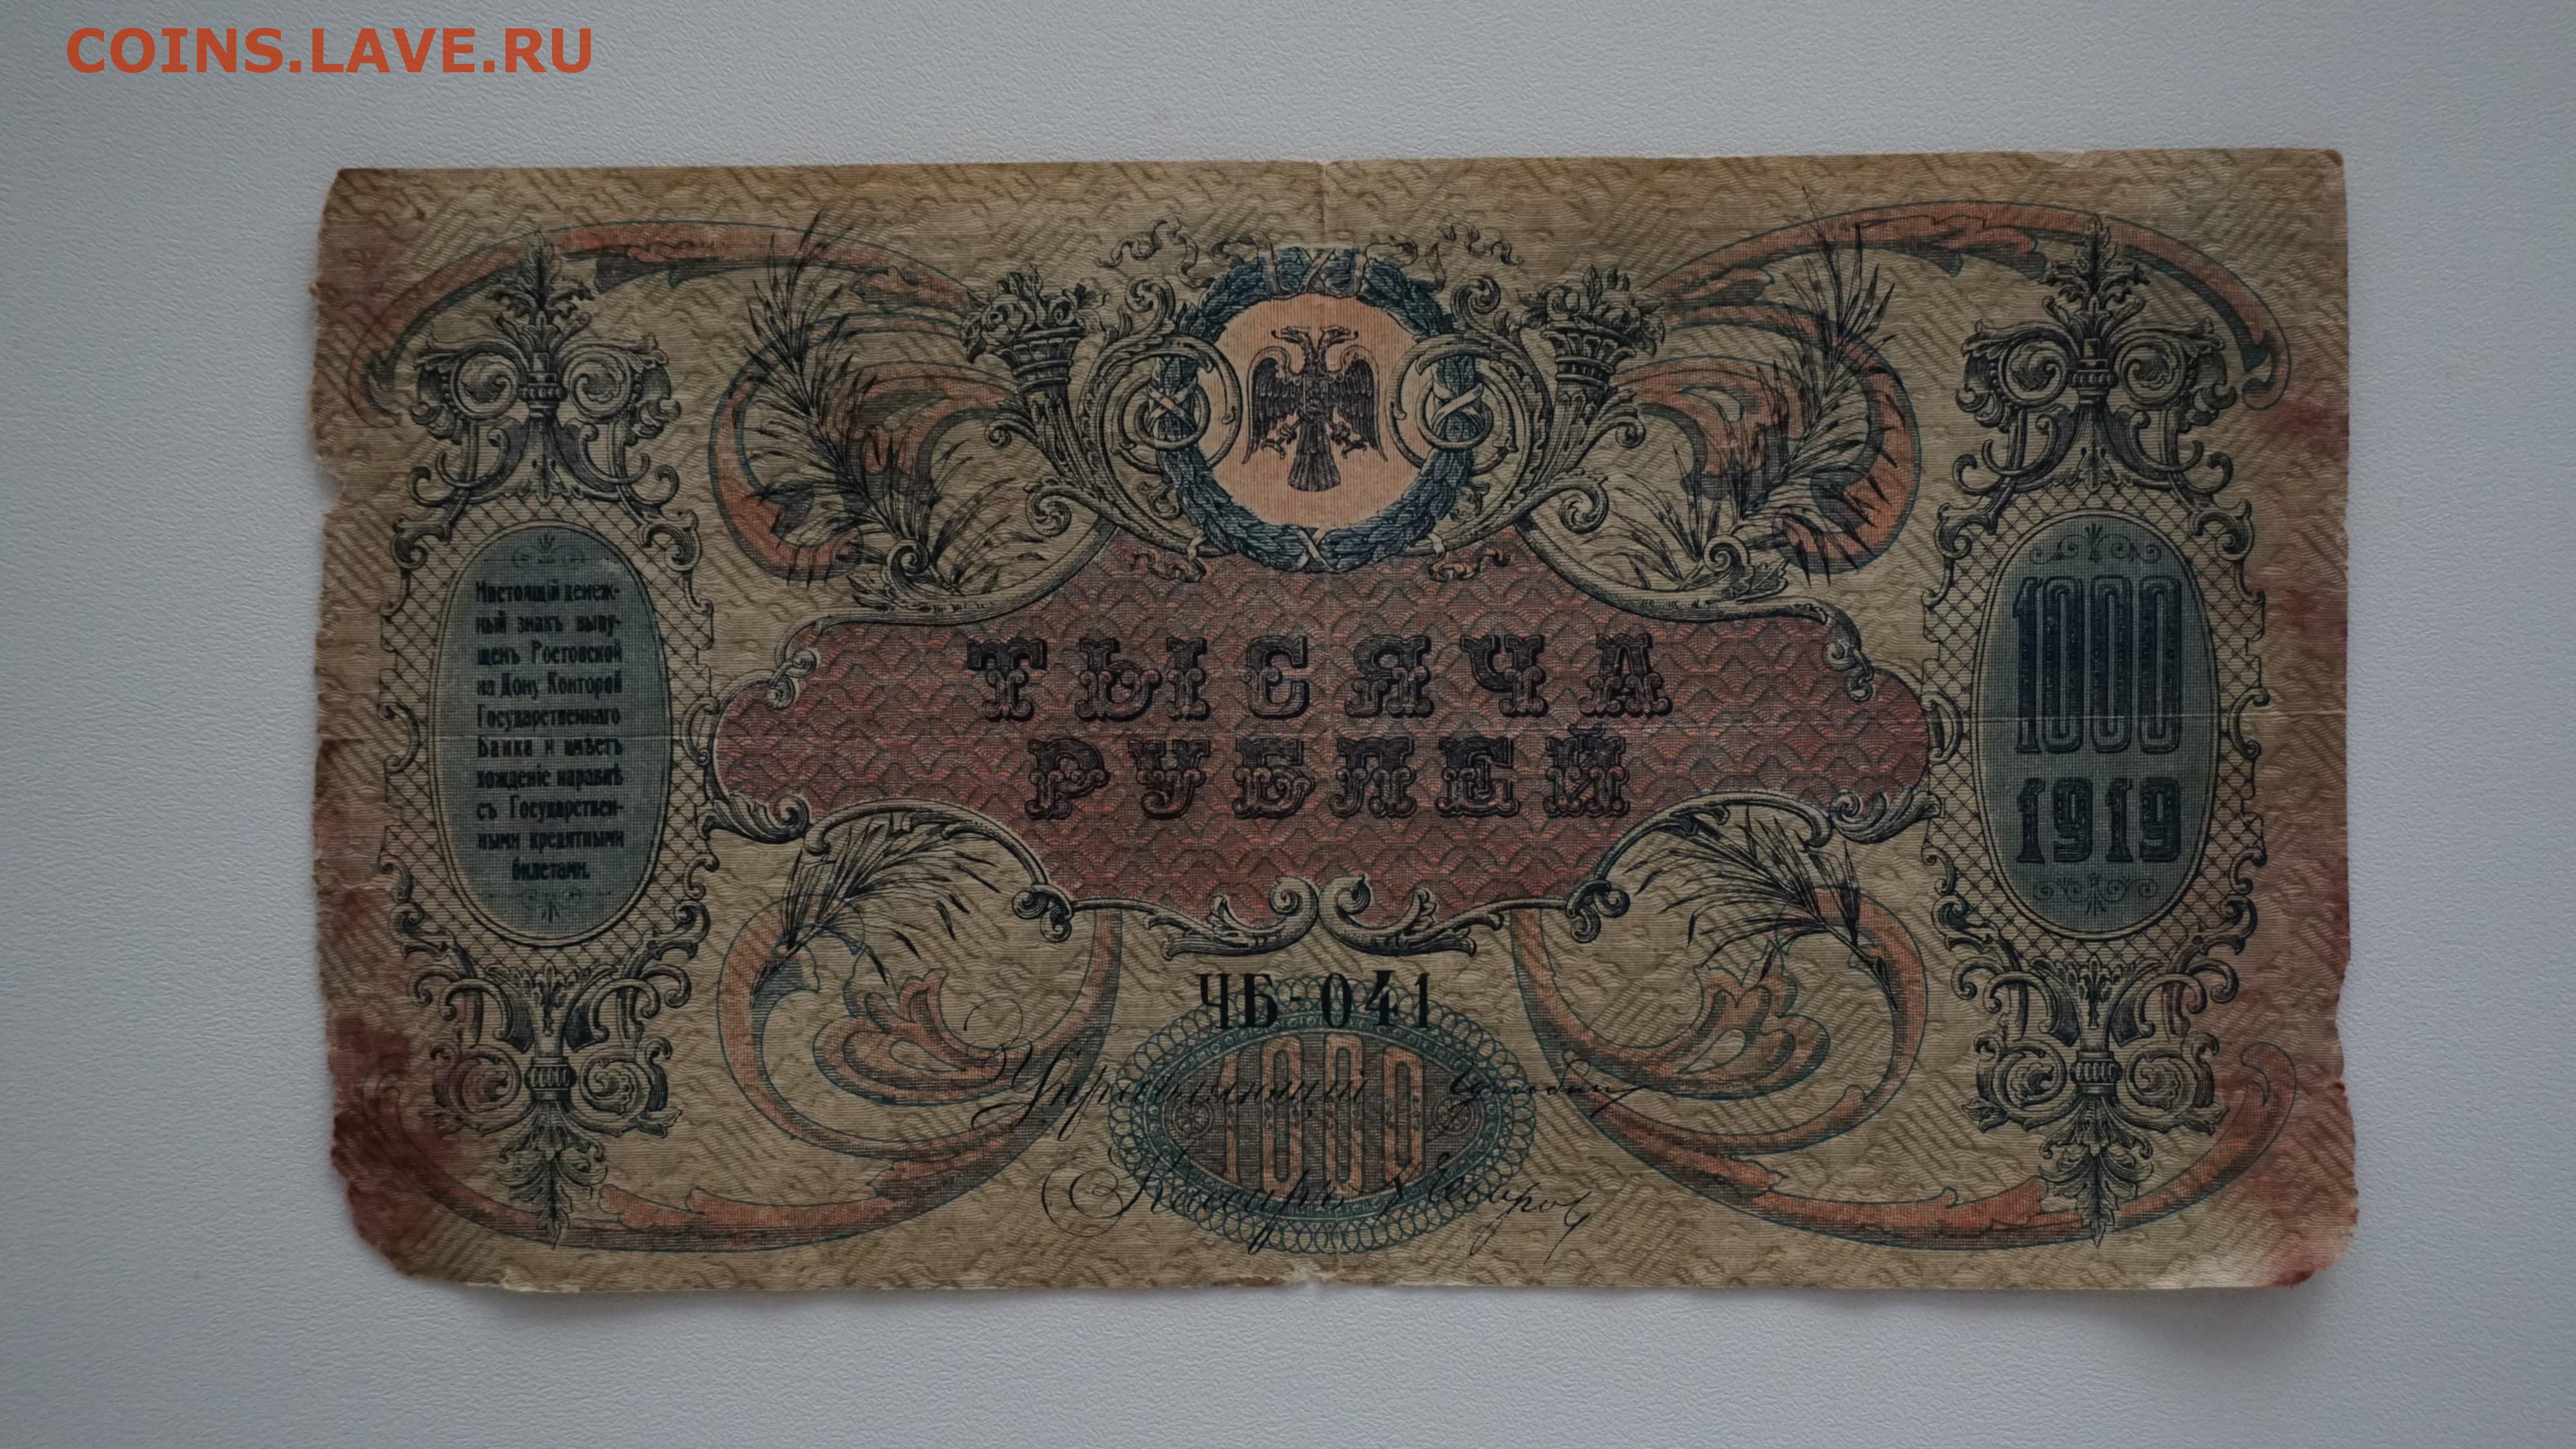 COINS.LAVE.RU
Настоящій денеж-
ный знакъ выпу-
щенъ Ростовской
на Дону Конторой
Государственнаго
Банка и имѣетъ
хожденіе наравнѣ
съ Государствен-
ными кредитными
билетами.
ТЫСЯЧА
РУБЛЕЙ
1000
1919
ЧБ-041
1000
Управляющій
Кассиръ